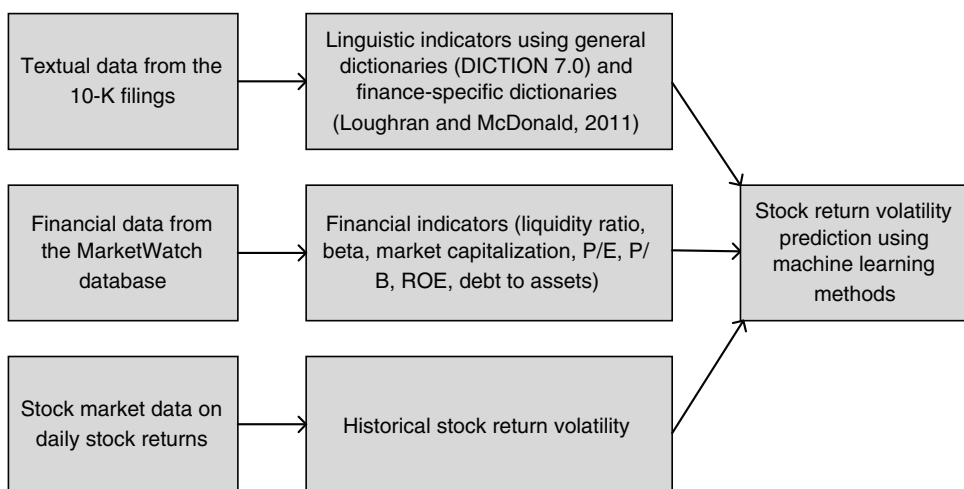 Textual data from the
10-K filings
Linguistic indicators using general
dictionaries (DICTION 7.0) and
finance-specific dictionaries
(Loughran and McDonald, 2011)
Financial data from
the MarketWatch
database
Financial indicators (liquidity ratio,
beta, market capitalization, P/E, P/
B, ROE, debt to assets)
Stock return volatility
prediction using
machine learning
methods
Stock market data on
daily stock returns
Historical stock return volatility